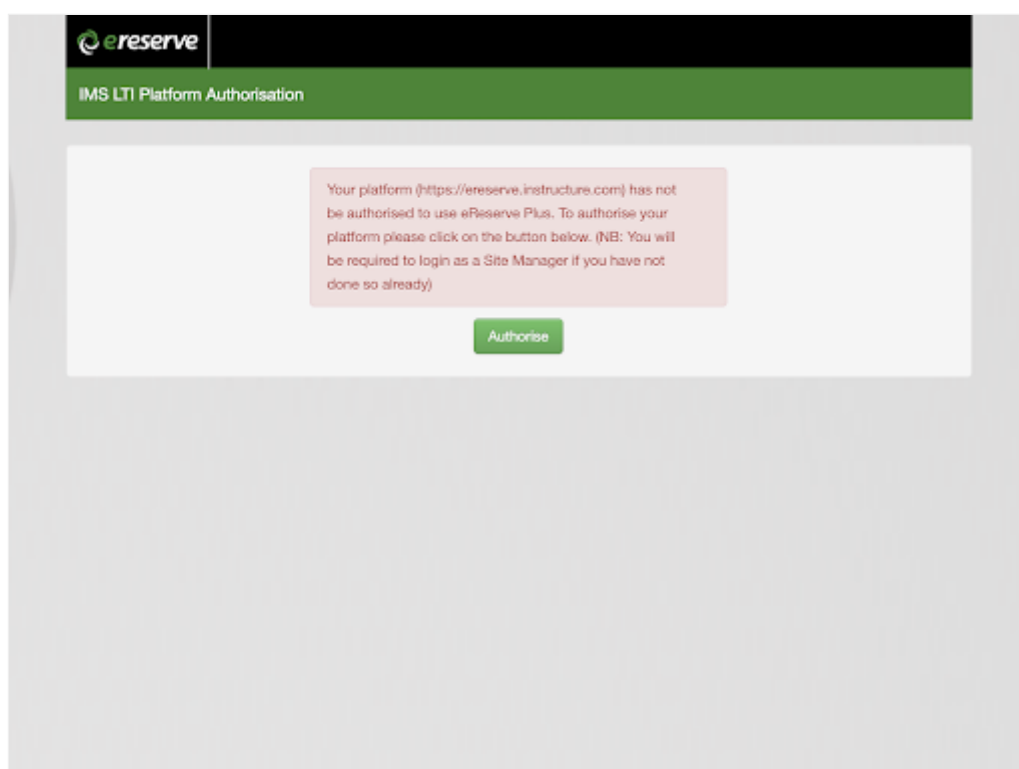 ereserve
IMS LTI Platform Authorisation
Your platform (https://ereserve.instructure.com) has not
be authorised to use eReserve Plus. To authorise your
platform please click on the button below. (NB: You will
be required to login as a Site Manager if you have not
done so already)
Authorise